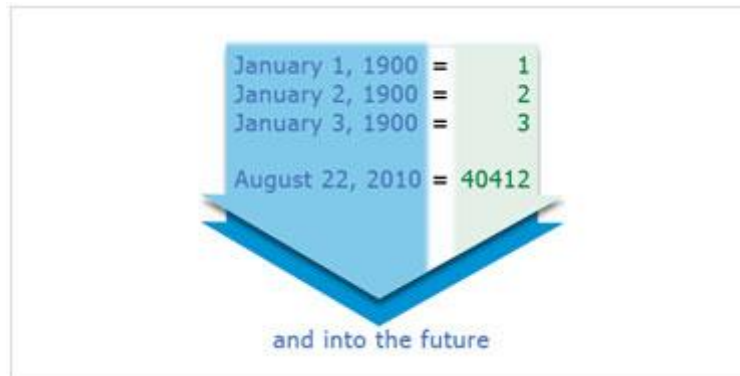 January 1, 1900 = 1
January 2, 1900 = 2
January 3, 1900 = 3
August 22, 2010 = 40412
and into the future